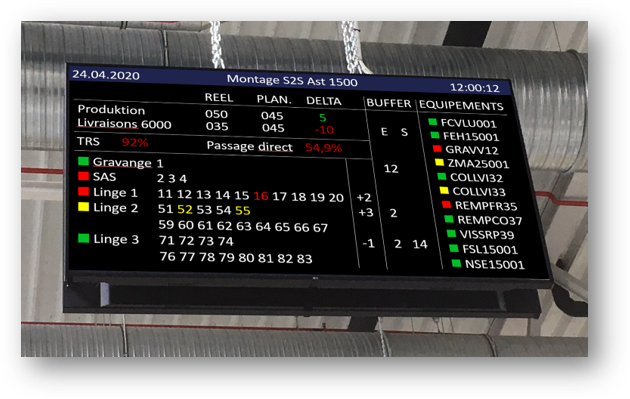 24.04.2020 Montage S2S Ast 1500 12:00:12
REEL PLAN. DELTA BUFFER EQUIPEMENTS
Produktion 050 045 5
Livraisons 6000 035 045 -10
E S
TRS 92% Passage direct 54,9%
Gravange 1 12
SAS 2 3 4
Linge 1 11 12 13 14 15 16 17 18 19 20 +2
Linge 2 51 52 53 54 55 +3 2
59 60 61 62 63 64 65 66 67
Linge 3 71 72 73 74 -1 2 14
76 77 78 79 80 81 82 83
FCVLU001
FEH15001
GRAVV12
ZMA25001
COLLVI32
COLLVI33
REMPFR35
REMPCO37
VISSRP39
FSL15001
NSE15001